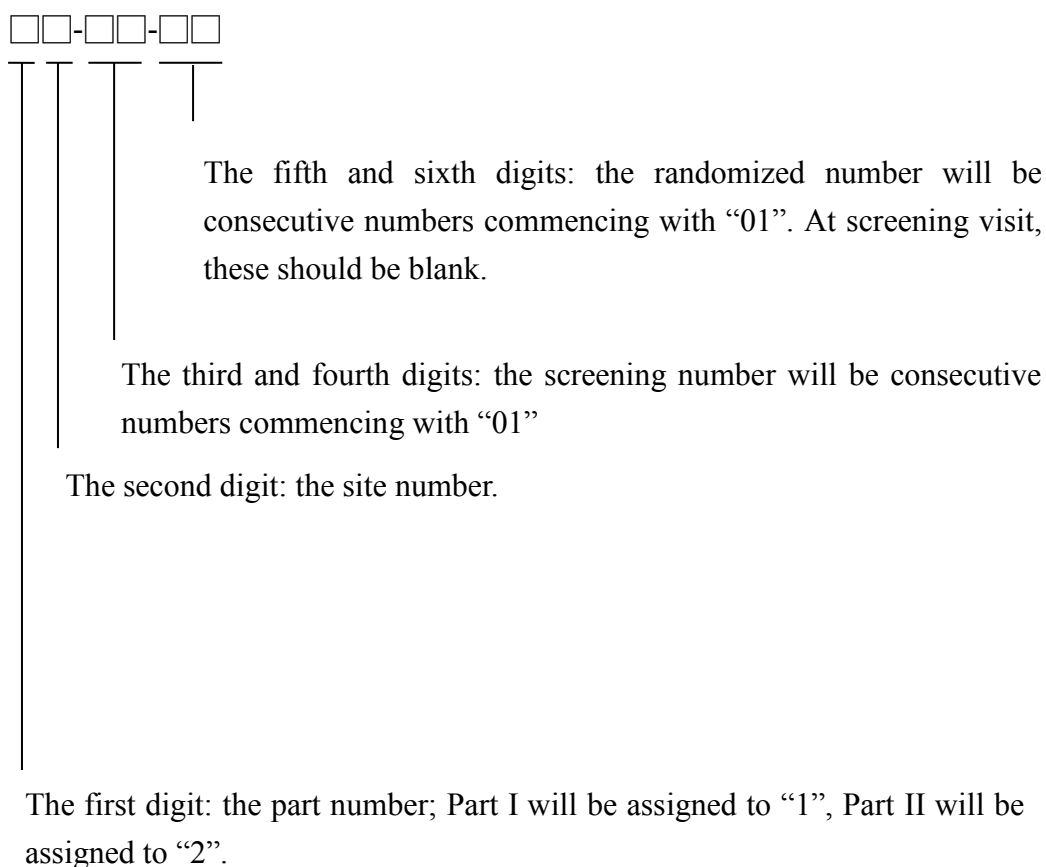 □□-□□-□□
The fifth and sixth digits: the randomized number will be
consecutive numbers commencing with “01”. At screening visit,
these should be blank.
The third and fourth digits: the screening number will be consecutive
numbers commencing with “01”
The second digit: the site number.
The first digit: the part number; Part I will be assigned to “1”, Part II will be
assigned to “2”.